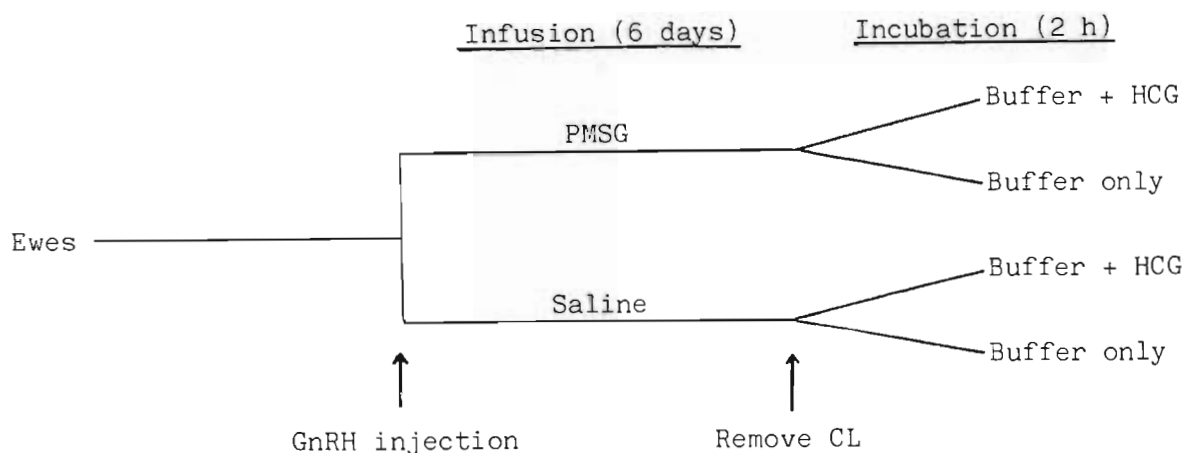 Infusion (6 days) Incubation (2 h)
Buffer + HCG
PMSG
Buffer only
Ewes
Buffer + HCG
Saline
Buffer only
GnRH injection Remove CL